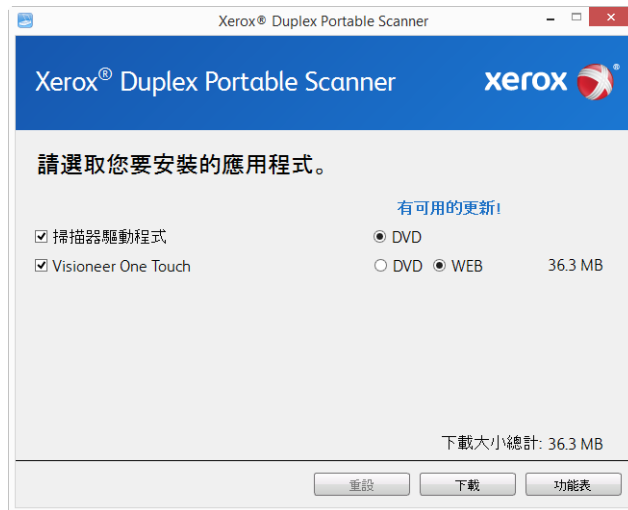 Xerox® Duplex Portable Scanner
Xerox® Duplex Portable Scanner
xerox®
請選取您要安裝的應用程式。
有可用的更新!
掃描器驅動程式 DVD
Visioneer One Touch DVD WEB 36.3 MB
下載大小總計: 36.3 MB
重設 下載 功能表